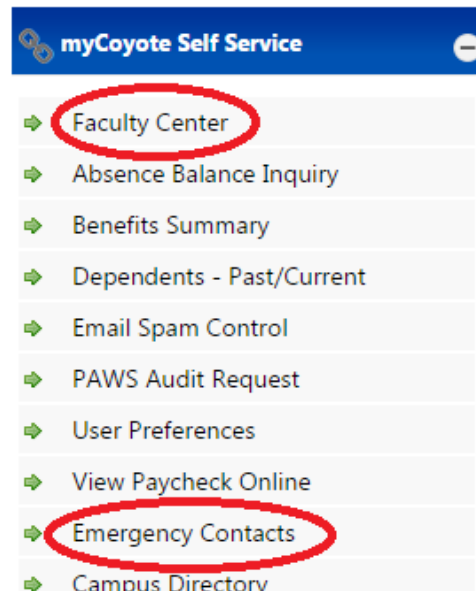 myCoyote Self Service
Faculty Center
Absence Balance Inquiry
Benefits Summary
Dependents - Past/Current
Email Spam Control
PAWS Audit Request
User Preferences
View Paycheck Online
Emergency Contacts
Campus Directory